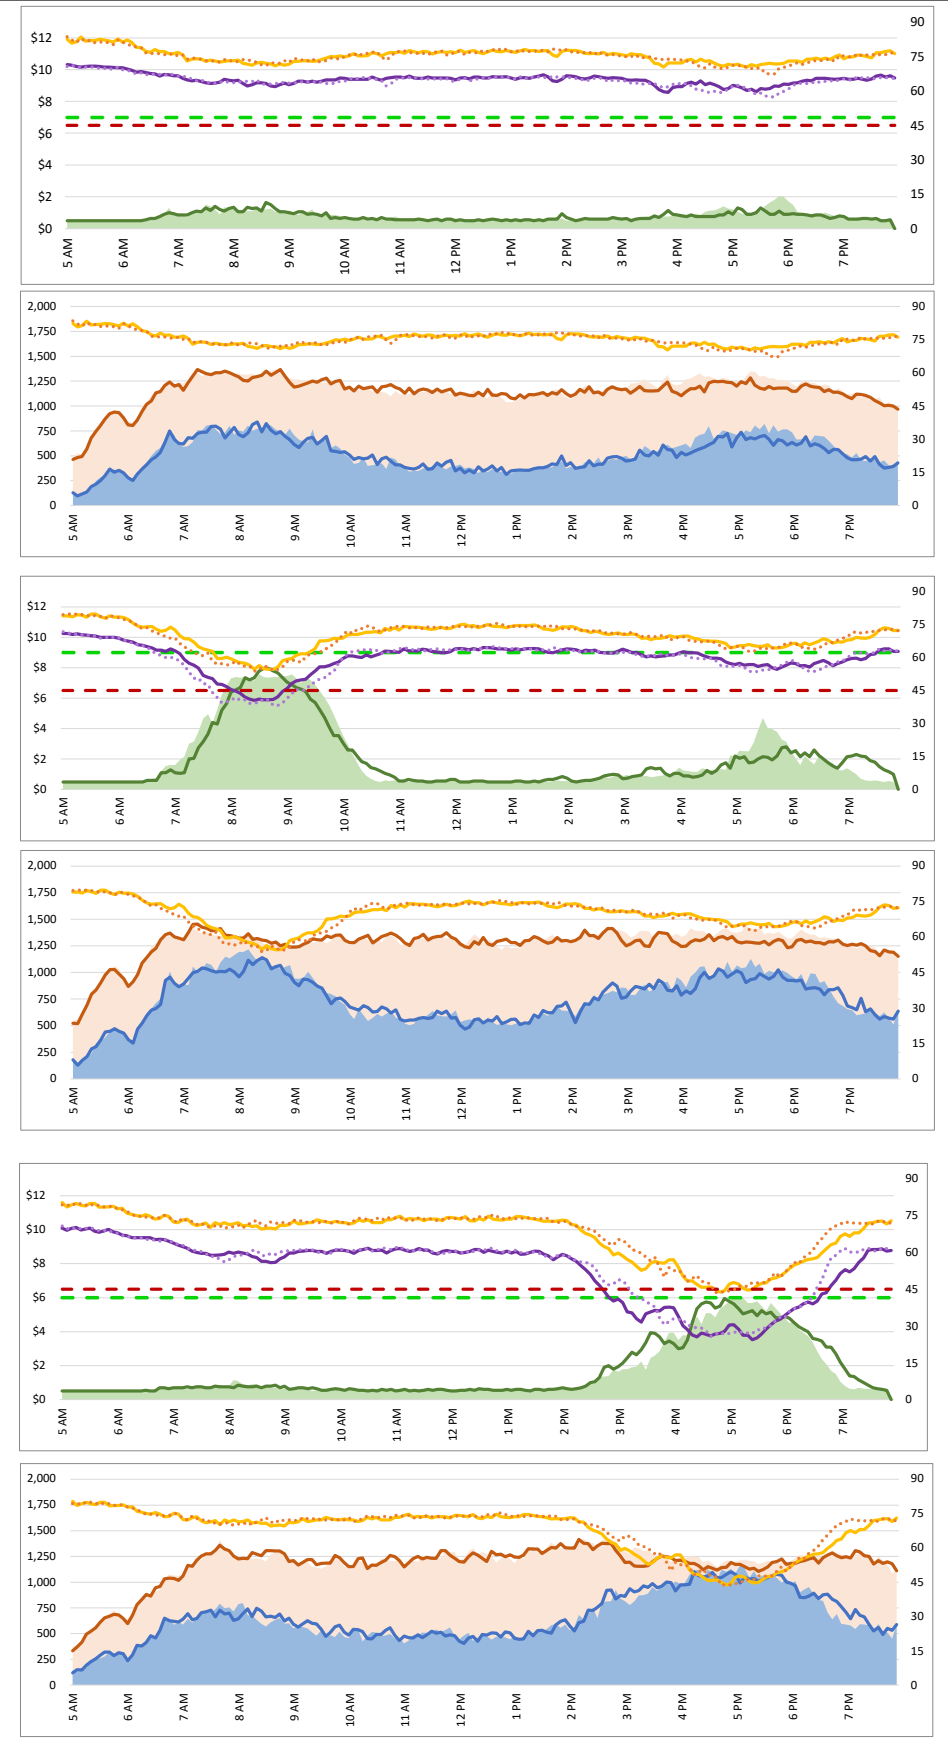 90
$12
75
$10
$8
60
$6
45
$4
30
$2
15
$0
0
5 AM
6 AM
7 AM
8 AM
9 AM
10 AM
11 AM
12 PM
1 PM
2 PM
3 PM
4 PM
5 PM
6 PM
7 PM
2,000
90
1,750
75
1,500
60
1,250
1,000
45
750
30
500
250
15
0
0
5 AM
6 AM
7 AM
8 AM
9 AM
10 AM
11 AM
12 PM
1 PM
2 PM
3 PM
4 PM
5 PM
6 PM
7 PM
90
$12
75
$10
$8
60
$6
45
$4
30
$2
15
$0
0
5 AM
6 AM
7 AM
8 AM
9 AM
10 AM
11 AM
12 PM
1 PM
2 PM
3 PM
4 PM
5 PM
6 PM
7 PM
2,000
90
1,750
75
1,500
60
1,250
1,000
45
750
30
500
250
15
0
0
5 AM
6 AM
7 AM
8 AM
9 AM
10 AM
11 AM
12 PM
1 PM
2 PM
3 PM
4 PM
5 PM
6 PM
7 PM
90
$12
75
$10
$8
60
$6
45
$4
30
$2
15
$0
0
5 AM
6 AM
7 AM
8 AM
9 AM
10 AM
11 AM
12 PM
1 PM
2 PM
3 PM
4 PM
5 PM
6 PM
7 PM
2,000
90
1,750
75
1,500
60
1,250
1,000
45
750
30
500
250
15
0
0
5 AM
6 AM
7 AM
8 AM
9 AM
10 AM
11 AM
12 PM
1 PM
2 PM
3 PM
4 PM
5 PM
6 PM
7 PM